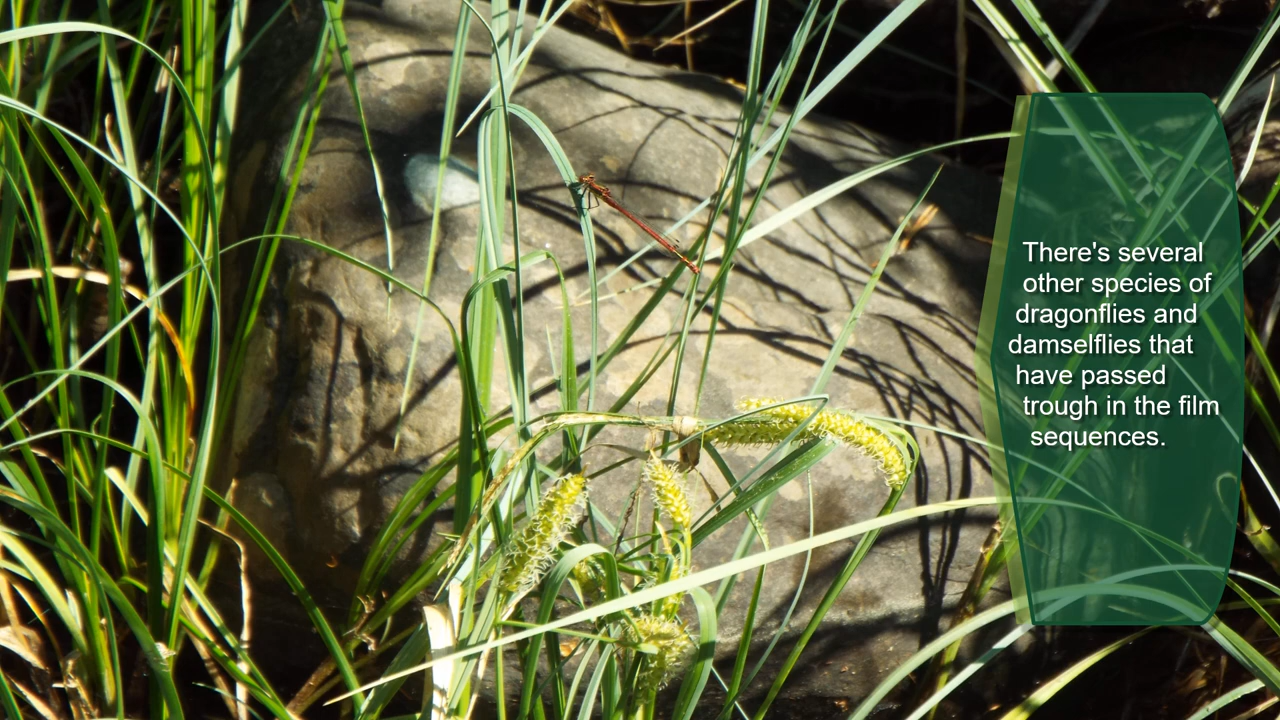 There's several
other species of
dragonflies and
damselflies that
have passed
trough in the film
sequences.